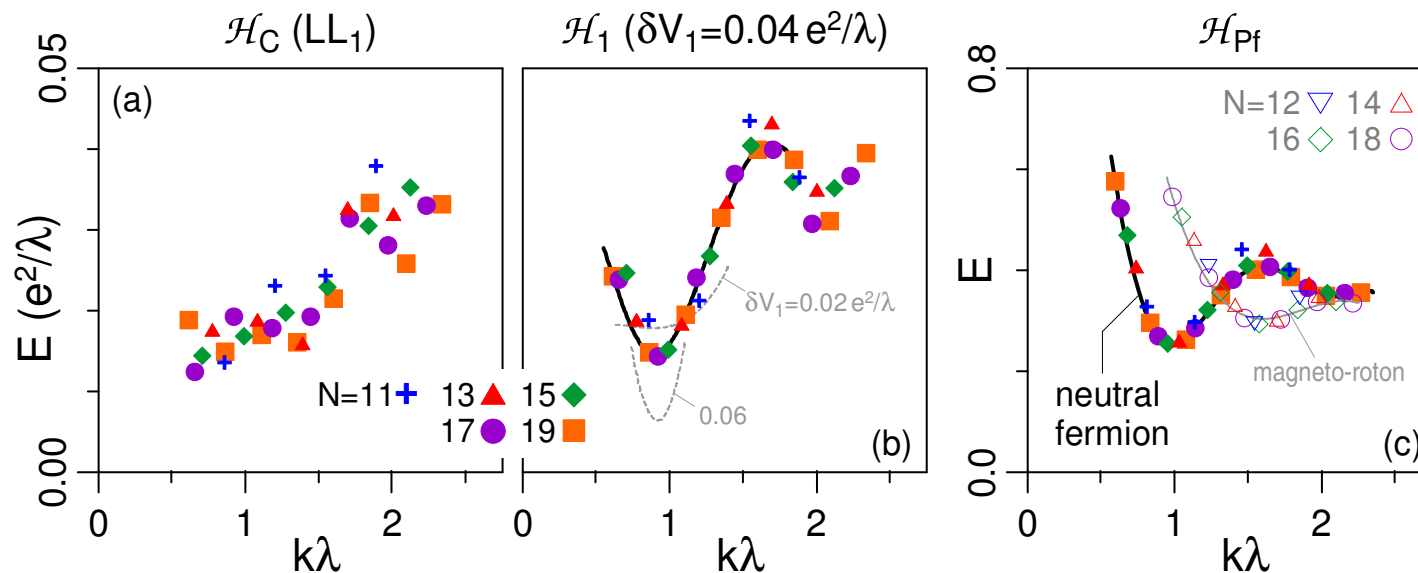 ℋC (LL1)
ℋ1 (δV1=0.04 e²/λ)
ℋPf
0.05
(a)
0.8
N=12 14
16 18
E (e²/λ)
E
δV1=0.02 e²/λ
magneto-roton
N=11 13 15
17 19
0.06
neutral
fermion
(b)
(c)
0.00
0.0
0 1 2
0 1 2
0 1 2
kλ
kλ
kλ